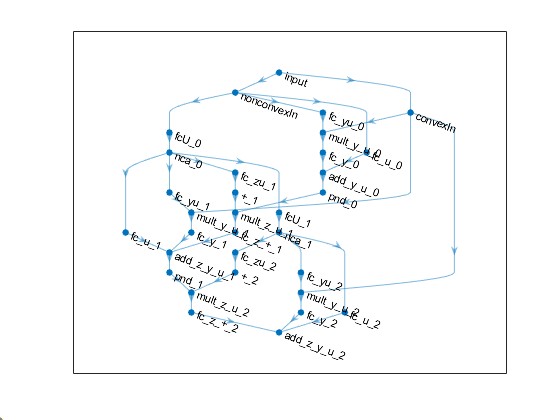 input
nonconvexIn
convexIn
fc_yu_0
fcU_0
mult_y_u_0
nca_0
fc_y_0
fc_u_0
fc_zu_1
add_y_u_0
fc_yu_1
+_1
pnd_0
mult_y_u_1
mult_z_u_1
fcU_1
fc_u_1
fc_y_1
fc_z_+_1
nca_1
add_z_y_u_1
fc_zu_2
pnd_1
+_2
fc_yu_2
mult_z_u_2
mult_y_u_2
fc_z_+_2
fc_y_2
fc_u_2
add_z_y_u_2